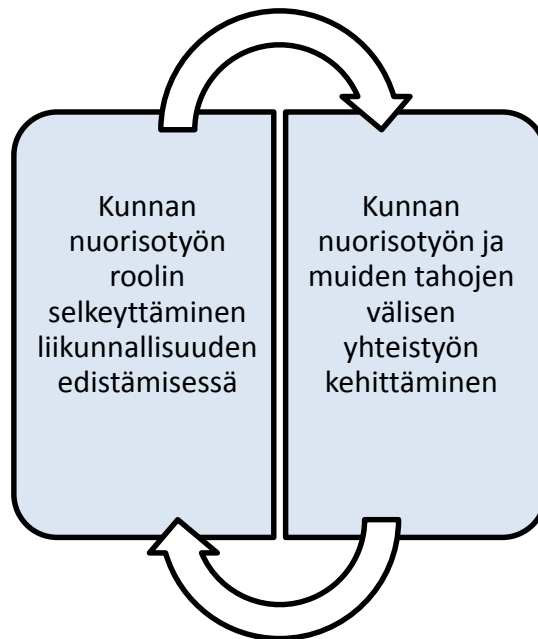 Kunnan
nuorisotyön
roolin
selkeyttäminen
liikunnallisuuden
edistämisessä
Kunnan
nuorisotyön ja
muiden tahojen
välisen
yhteistyön
kehittäminen